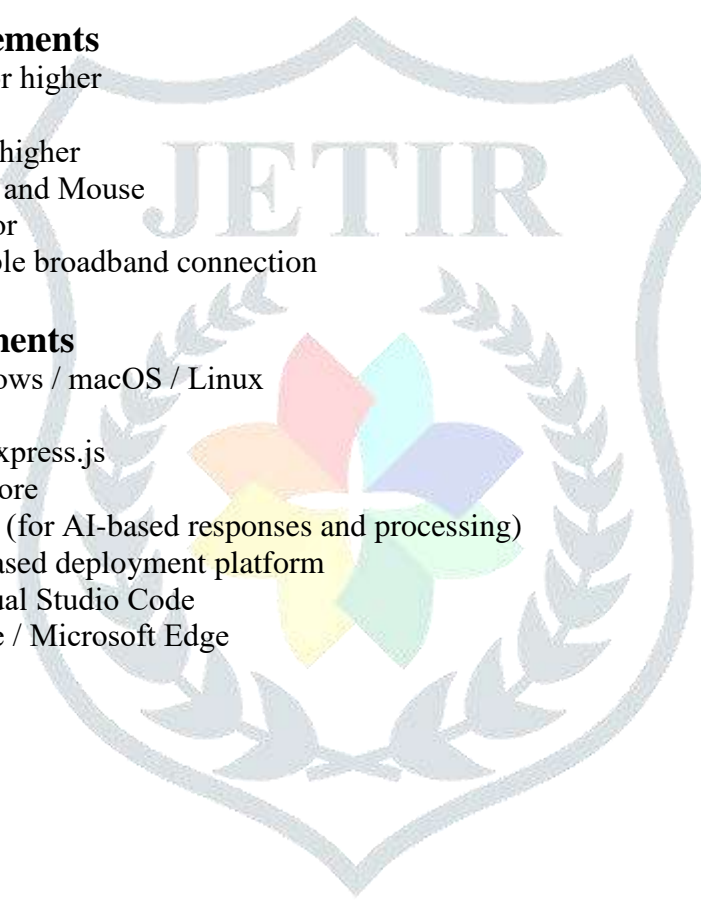 ements
r higher
higher
and Mouse
or
ole broadband connection
JETIR
nents
ows / macOS / Linux
xpress.js
ore
(for AI-based responses and processing)
ased deployment platform
ual Studio Code
e / Microsoft Edge